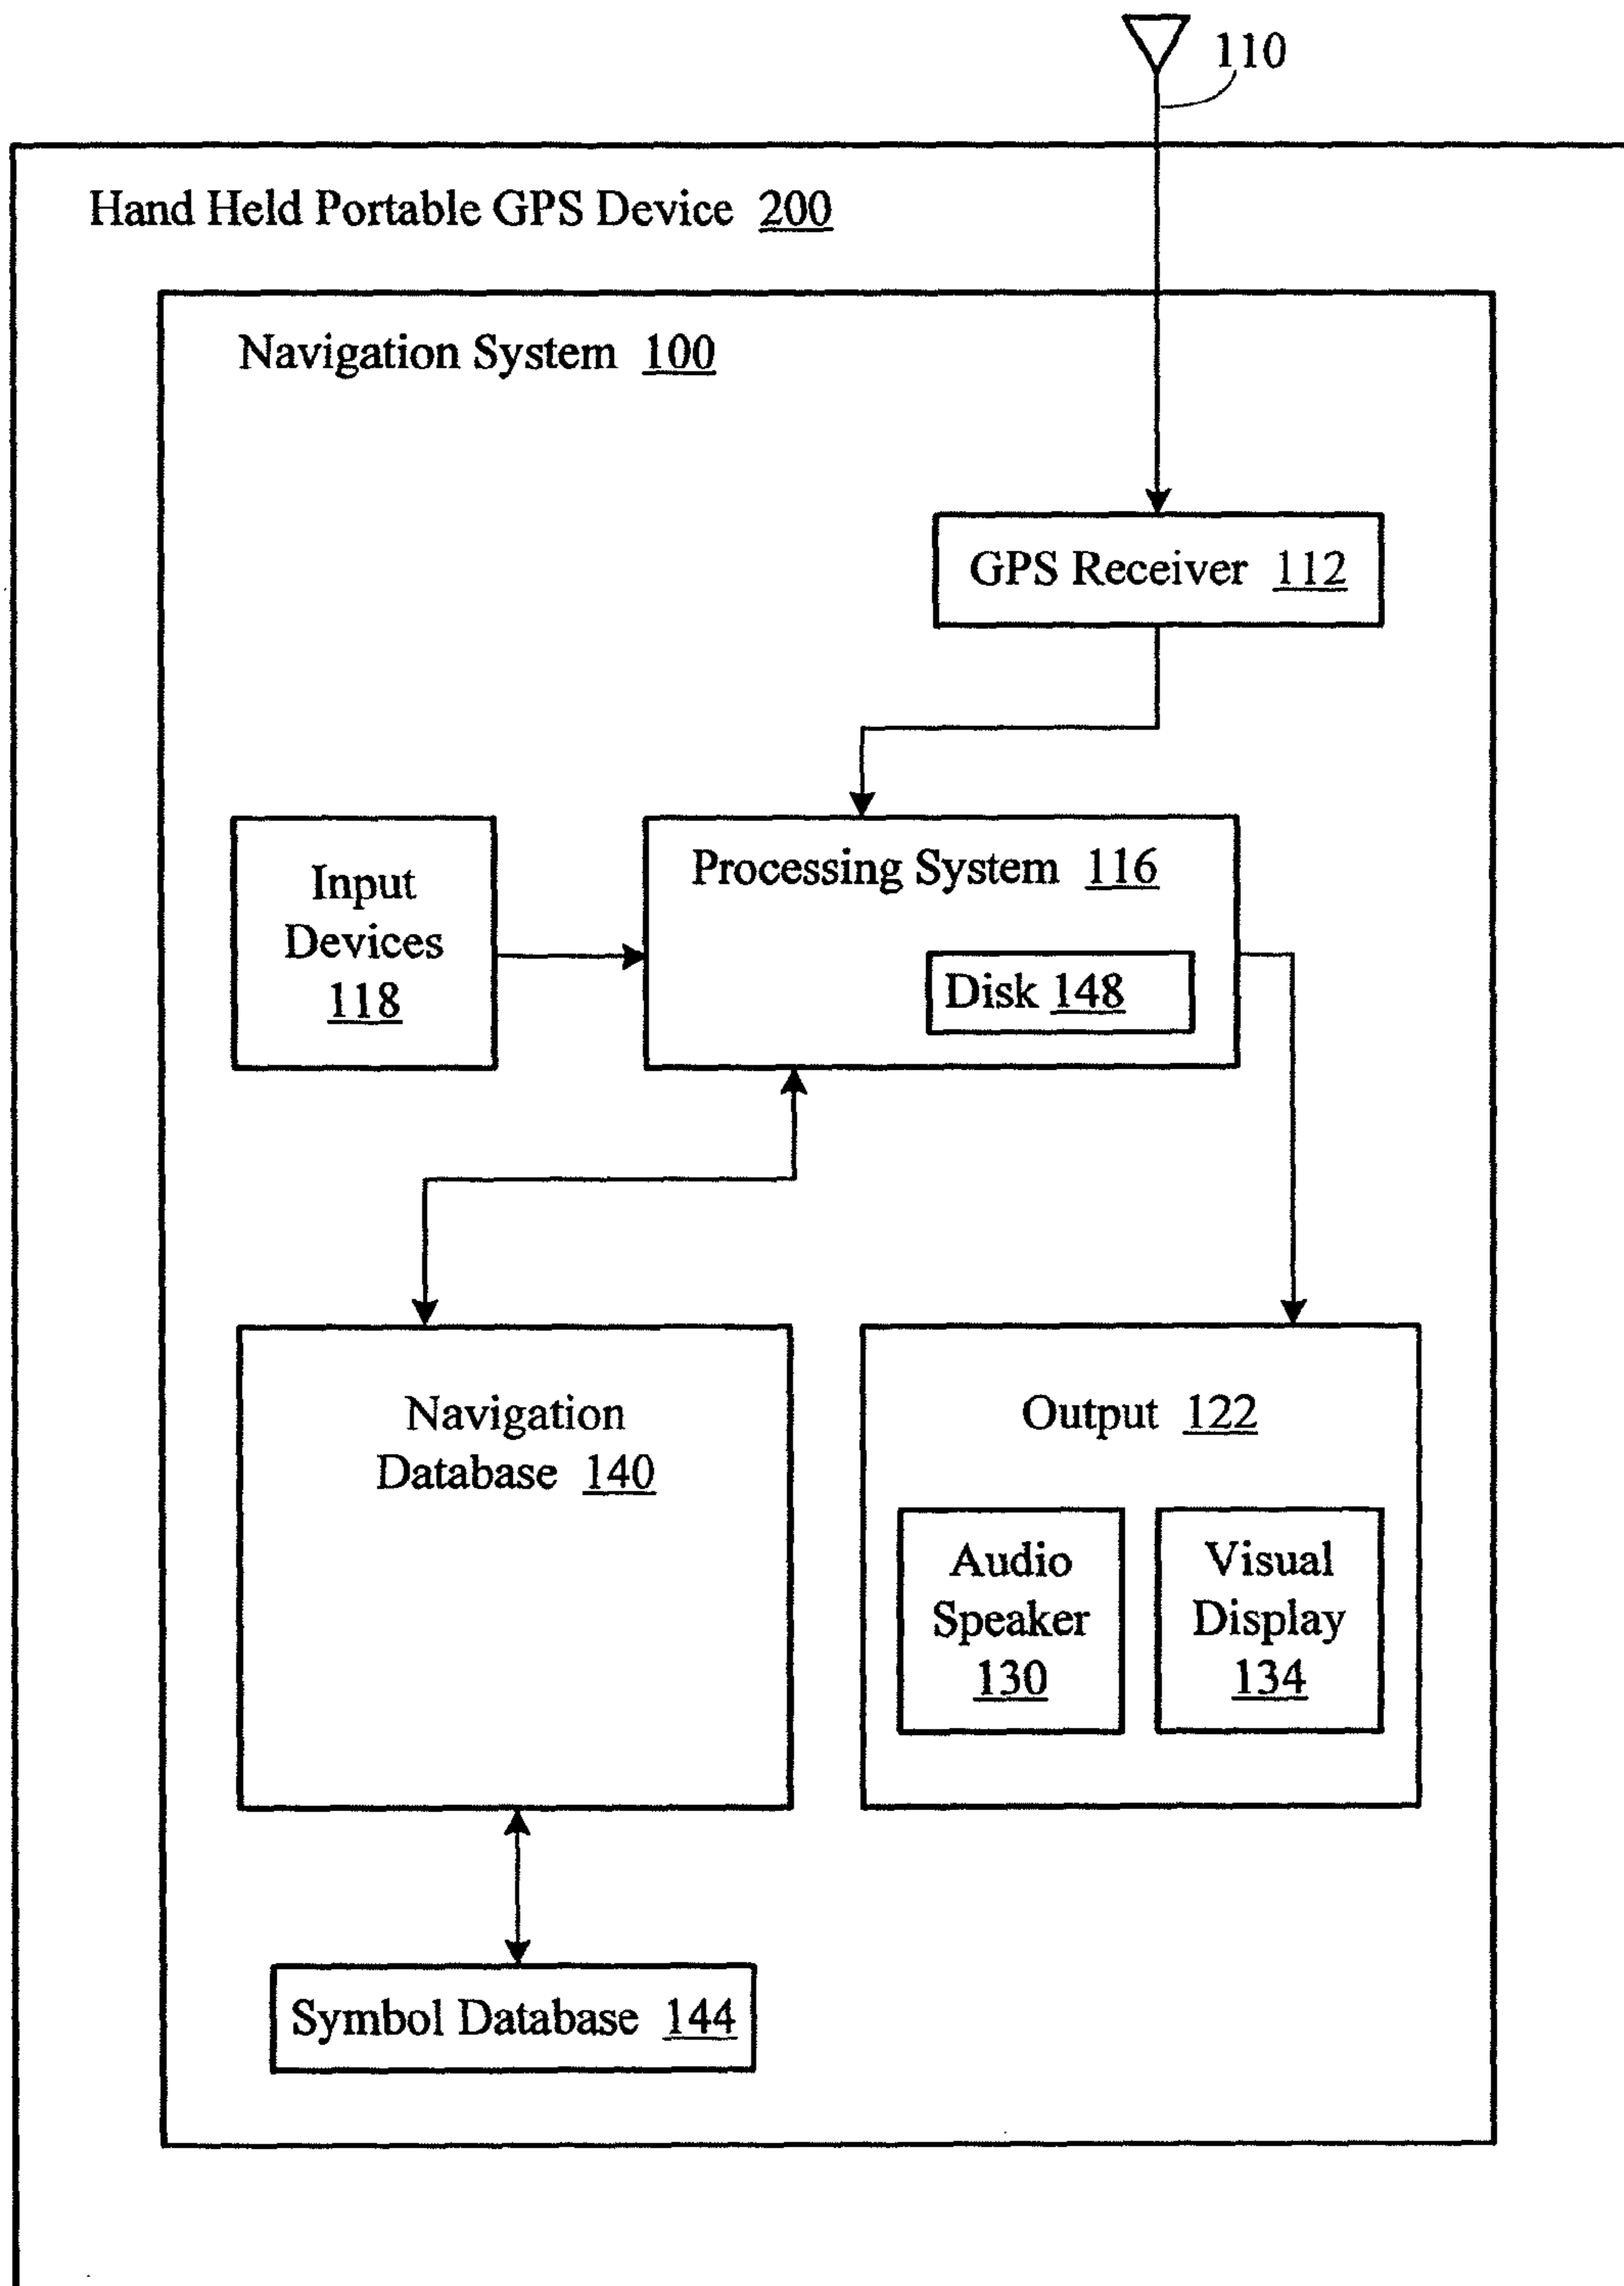 110
Hand Held Portable GPS Device 200
Navigation System 100
GPS Receiver 112
Input
Devices
118
Processing System 116
Disk 148
Navigation
Database 140
Output 122
Audio
Speaker
130
Visual
Display
134
Symbol Database 144